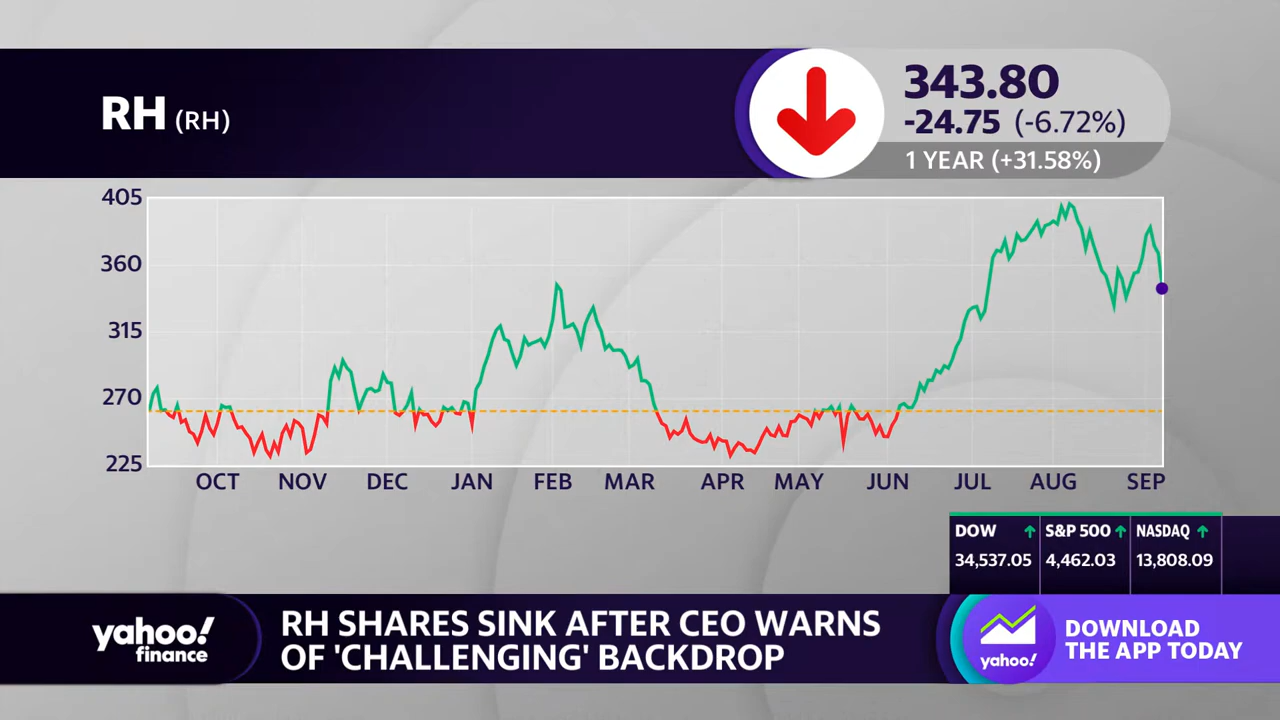 RH (RH)
343.80
-24.75 (-6.72%)
1 YEAR (+31.58%)
405
360
315
270
225
OCT NOV DEC JAN FEB MAR APR MAY JUN JUL AUG SEP
DOW S&P 500 NASDAQ
34,537.05 4,462.03 13,808.09
yahoo!
finance
RH SHARES SINK AFTER CEO WARNS
OF 'CHALLENGING' BACKDROP
yahoo!
DOWNLOAD
THE APP TODAY